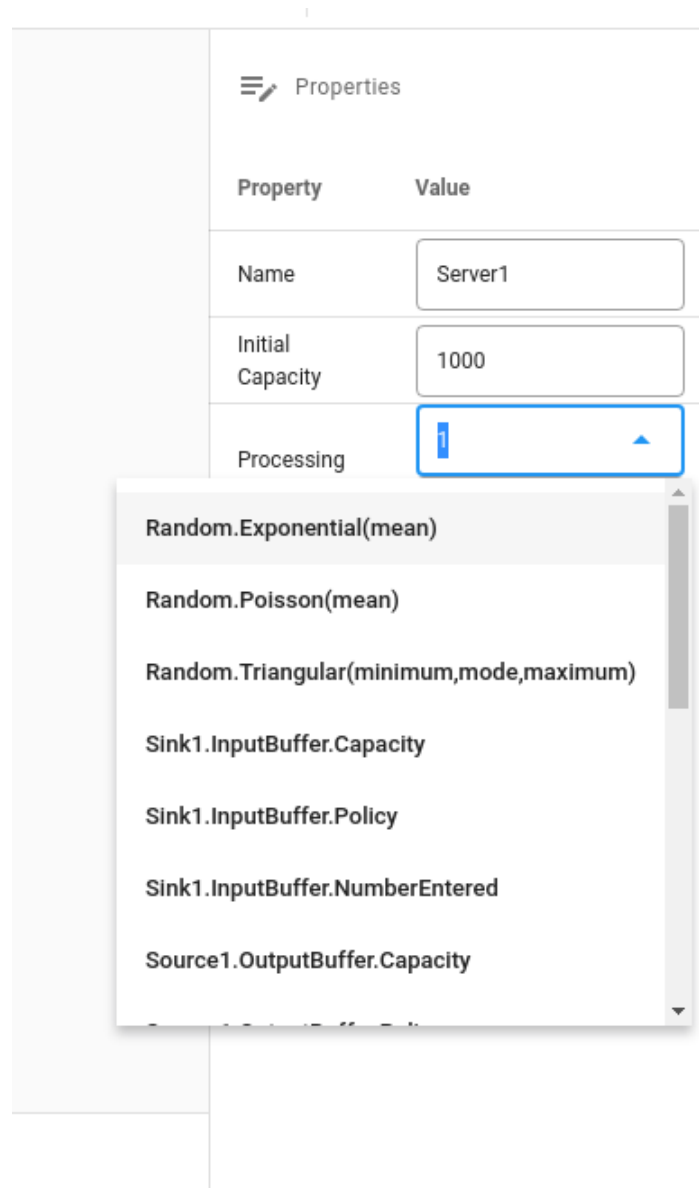 Properties
Property Value
Name Server1
Initial
Capacity 1000
1
Processing
Random.Exponential(mean)
Random.Poisson(mean)
Random.Triangular(minimum,mode,maximum)
Sink1.InputBuffer.Capacity
Sink1.InputBuffer.Policy
Sink1.InputBuffer.NumberEntered
Source1.OutputBuffer.Capacity